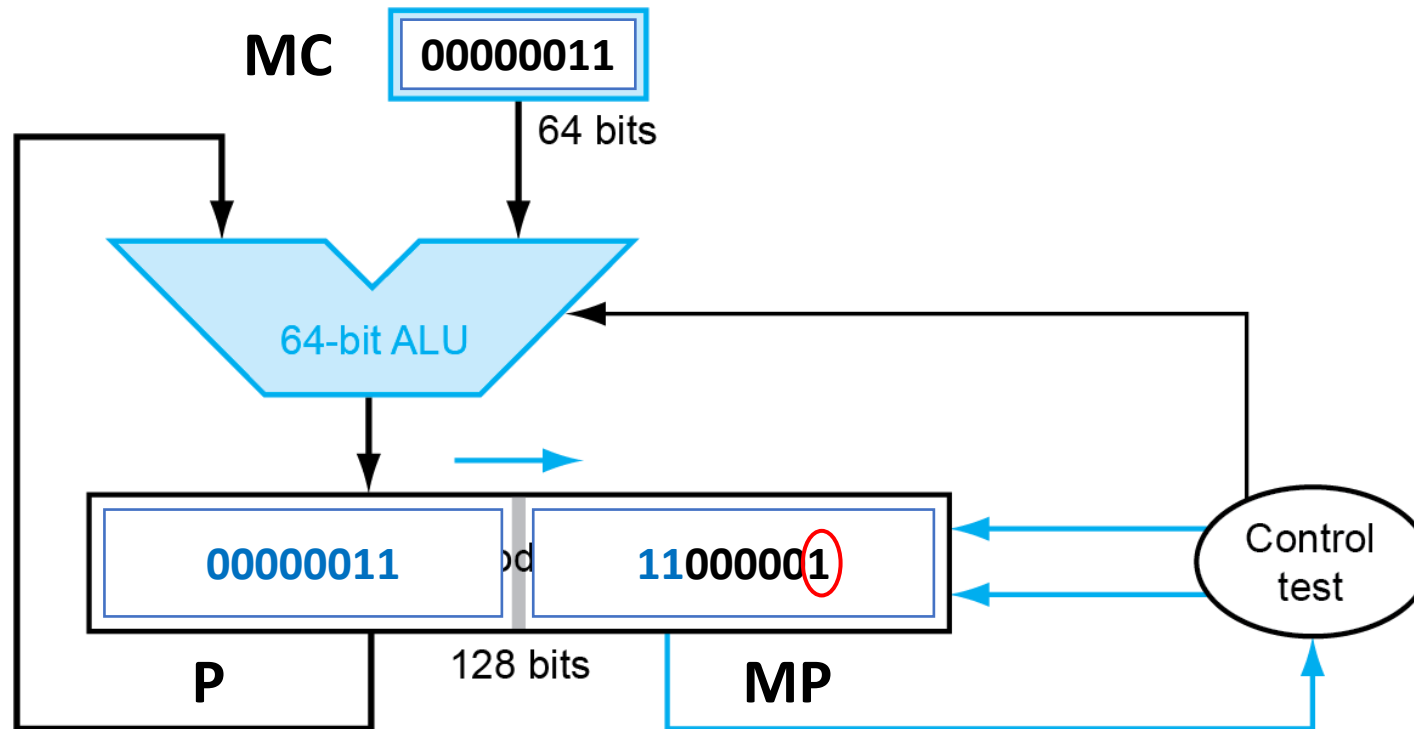 MC
00000011
64 bits
64-bit ALU
00000011
11000001
Control
test
128 bits
P
MP